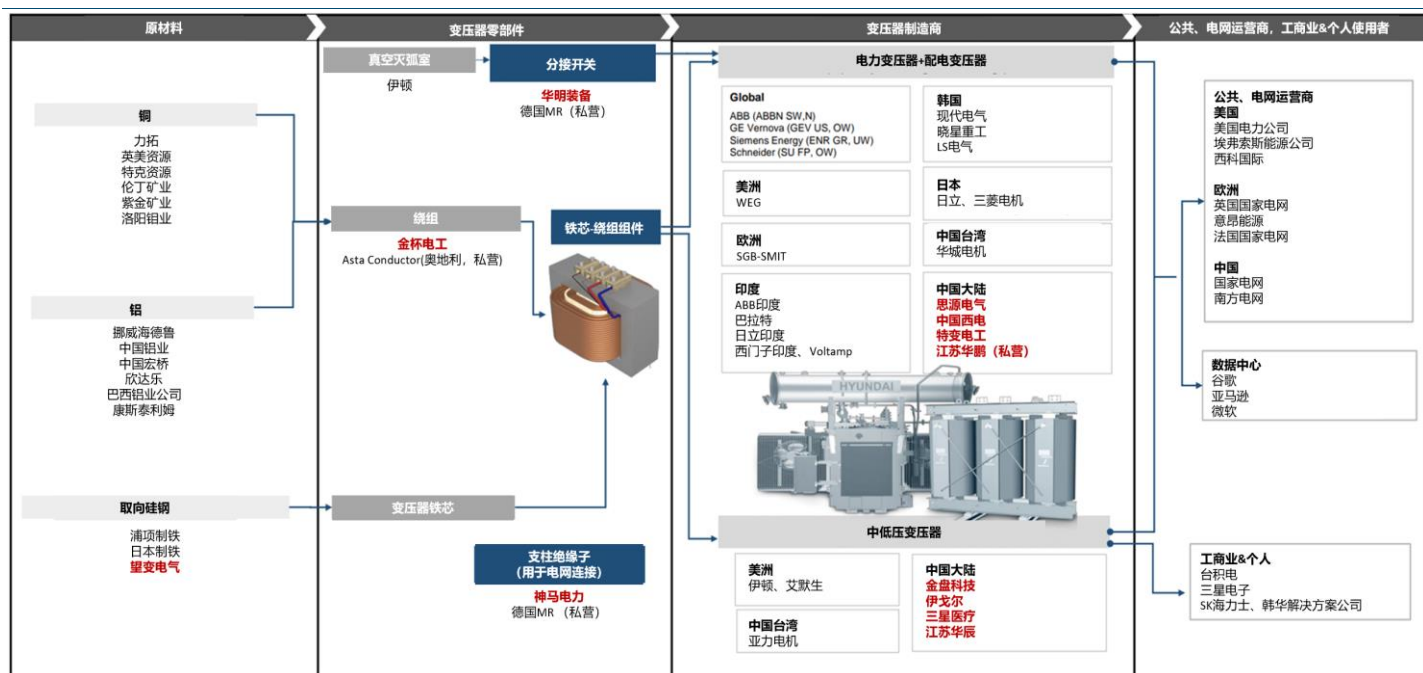 原材料
变压器零部件
变压器制造商
公共、电网运营商，工商业&个人使用者
铜
力拓
英美资源
特克资源
伦丁矿业
紫金矿业
洛阳钼业
铝
挪威海德鲁
中国铝业
中国宏桥
欣达乐
巴西铝业公司
康斯泰利姆
取向硅钢
浦项制铁
日本制铁
望变电气
真空灭弧室
伊顿
分接开关
华明装备
德国MR（私营）
绕组
金杯电工
Asta Conductor(奥地利，私营)
铁芯-绕组组件
变压器铁芯
支柱绝缘子
（用于电网连接）
神马电力
德国MR （私营）
电力变压器+配电变压器
Global
ABB (ABBN SW,N)
GE Vernova (GEV US, OW)
Siemens Energy (ENR GR, UW)
Schneider (SU FP, OW)
韩国
现代电气
晓星重工
LS电气
美洲
WEG
日本
日立、三菱电机
欧洲
SGB-SMIT
中国台湾
华城电机
印度
ABB印度
巴拉特
日立印度
西门子印度、Voltamp
中国大陆
思源电气
中国西电
特变电工
江苏华鹏（私营）
HYUNDAI
中低压变压器
美洲
伊顿、艾默生
中国台湾
亚力电机
中国大陆
金盘科技
伊戈尔
三星医疗
江苏华辰
公共、电网运营商
美国
美国电力公司
埃弗索斯能源公司
西科国际
欧洲
英国国家电网
意昂能源
法国国家电网
中国
国家电网
南方电网
数据中心
谷歌
亚马逊
微软
工商业&个人
台积电
三星电子
SK海力士、韩华解决方案公司